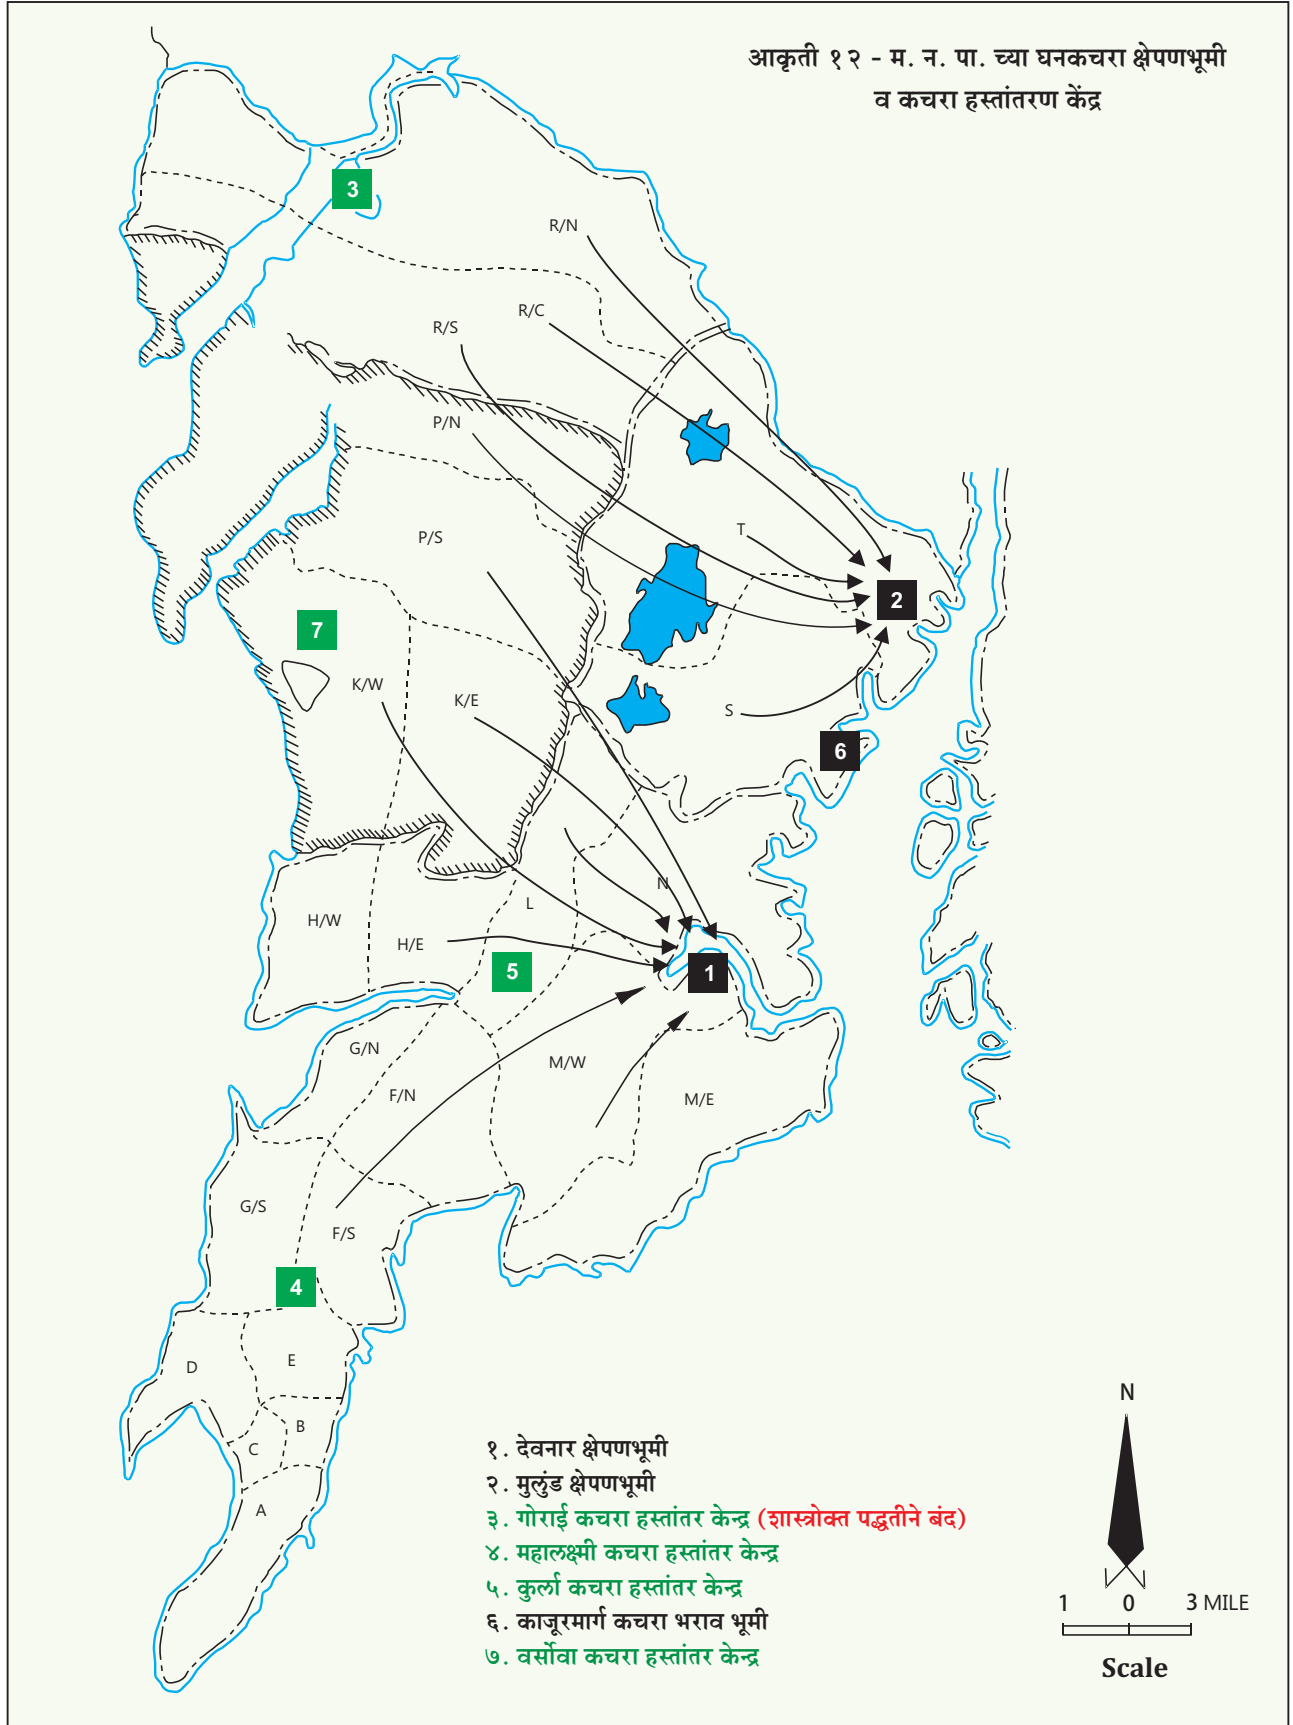 आकृती १२ - म. न. पा. च्या घनकचरा क्षेपणभूमी
व कचरा हस्तांतरण केंद्र
3
R/N
R/C
R/S
P/N
T
P/S
2
7
K/W
K/E
S
6
N
L
H/W
H/E
5
1
G/N
M/W
F/N
M/E
G/S
F/S
4
E
D
B
C
A
१. देवनार क्षेपणभूमी
२. मुलुंड क्षेपणभूमी
३. गोराई कचरा हस्तांतर केन्द्र (शास्त्रोक्त पद्धतीने बंद)
४. महालक्ष्मी कचरा हस्तांतर केन्द्र
५. कुर्ला कचरा हस्तांतर केन्द्र
६. काजूरमार्ग कचरा भराव भूमी
७. वर्सोवा कचरा हस्तांतर केन्द्र
N
1 0 3 MILE
Scale